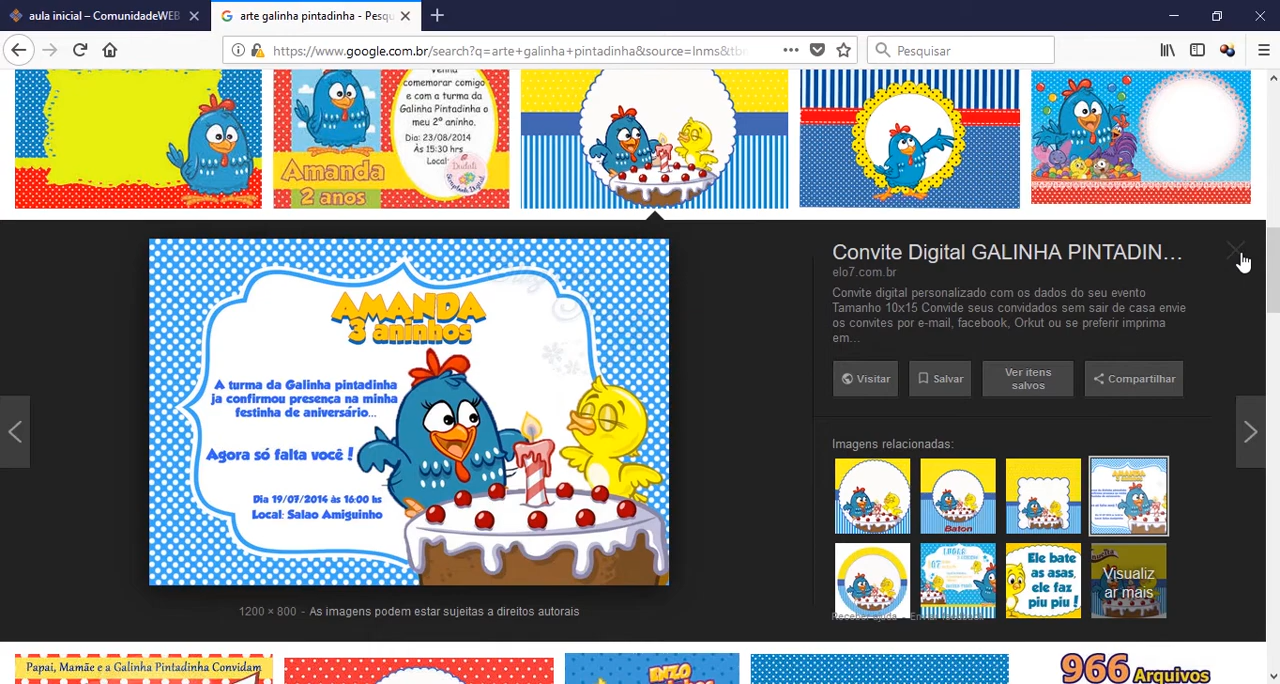 aula inicial – ComunidadeWEB
arte galinha pintadinha - Pesqu
https://www.google.com.br/search?q=arte+galinha+pintadinha&source=lnms&tb
Pesquisar
Venha
comemorar comigo
e com a turma da
Galinha Pintadinha o
meu 2º aninho.
Dia: 23/08/2014
Às 15:30 hrs
Local:
Amanda
2 anos
AMANDA
3 aninhos
A turma da Galinha pintadinha
ja confirmou presença na minha
festinha de aniversário...
Agora só falta você !
Dia 19/07/2014 às 16:00 hs
Local: Salao Amiguinho
1200 × 800 - As imagens podem estar sujeitas a direitos autorais
Convite Digital GALINHA PINTADIN...
elo7.com.br
Convite digital personalizado com os dados do seu evento
Tamanho 10x15 Convide seus convidados sem sair de casa envie
os convites por e-mail, facebook, Orkut ou se preferir imprima
em...
Visitar
Salvar
Ver itens
salvos
Compartilhar
Imagens relacionadas:
Baton
Ele bate
as asas,
ele faz
piu piu!
Visualiz
ar mais
Receber ajuda - Enviar feedback
Papai, Mamãe e a Galinha Pintadinha Convidam
ENZO
966 Arquivos